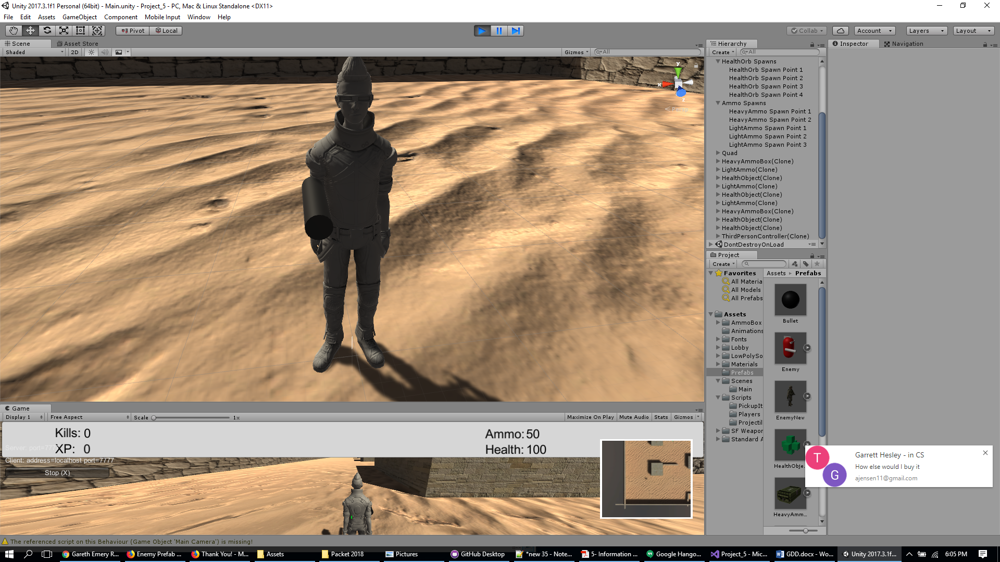 Unity 2017.3.1f1 Personal (64bit) - Main.unity - Project_5 - PC, Mac & Linux Standalone <DX11>
File Edit Assets GameObject Component Mobile Input Window Help
Pivot Local Collab Account Layers Layout
Scene Asset Store
Shaded 2D Gizmos All
y
x
z
Persp
Hierarchy
Create All
HealthOrb Spawns
HealthOrb Spawn Point 1
HealthOrb Spawn Point 2
HealthOrb Spawn Point 3
HealthOrb Spawn Point 4
Ammo Spawns
HeavyAmmo Spawn Point 1
HeavyAmmo Spawn Point 2
LightAmmo Spawn Point 1
LightAmmo Spawn Point 2
LightAmmo Spawn Point 3
Quad
HeavyAmmoBox(Clone)
LightAmmo(Clone)
HealthObject(Clone)
LightAmmo(Clone)
HealthObject(Clone)
LightAmmo(Clone)
HeavyAmmoBox(Clone)
HealthObject(Clone)
HealthObject(Clone)
ThirdPersonController(Clone)
DontDestroyOnLoad
Inspector Navigation
Project
Create
Favorites
All Materia
All Models
All Prefabs
Assets
AmmoBox
Animations
Fonts
Lobby
LowPolySo
Materials
Prefabs
Scenes
Main
Scripts
PickupIt
Players
Projectil
SF Weapor
Standard A
Assets Prefabs
Bullet
Enemy
EnemyNew
HealthObje..
HeavyAmm...
Garrett Hesley - in CS
How else would I buy it
ajensen11@gmail.com
T
G
Game
Display 1 Free Aspect Scale 1x Maximize On Play Mute Audio Stats Gizmos
Kills: 0
XP: 0
Ammo: 50
Health: 100
Server: port=777
Client: address=localhost port=7777
Stop (X)
The referenced script on this Behaviour (Game Object 'Main Camera') is missing!
Gareth Emery R... Enemy Prefab ... Thank You! - M... Assets Packet 2018 Pictures GitHub Desktop *new 35 - Note... 5- Information ... Google Hango... Project_5 - Mic... GDD.docx - Wo... Unity 2017.3.1f... 6:05 PM